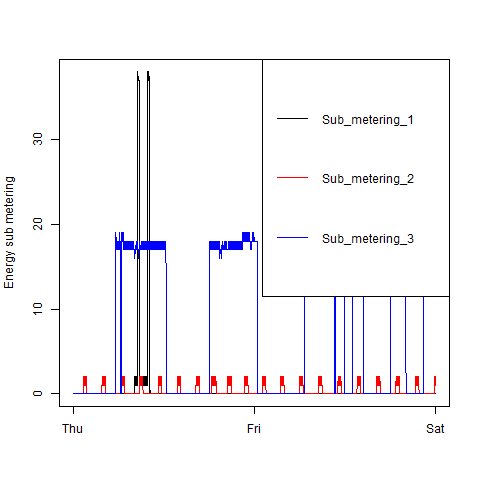 Energy sub metering
30
20
10
0
Thu
Fri
Sat
Sub_metering_1
Sub_metering_2
Sub_metering_3